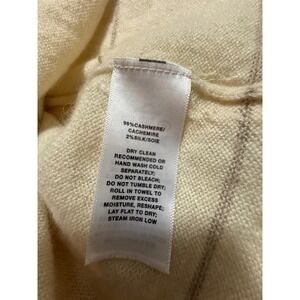 98%CASHMERE/
CACHEMIRE
2%SILK/SOIE
DRY CLEAN
RECOMMENDED OR
HAND WASH COLD
SEPARATELY;
DO NOT BLEACH;
DO NOT TUMBLE DRY;
ROLL IN TOWEL TO
REMOVE EXCESS
MOISTURE, RESHAPE;
LAY FLAT TO DRY;
STEAM IRON LOW